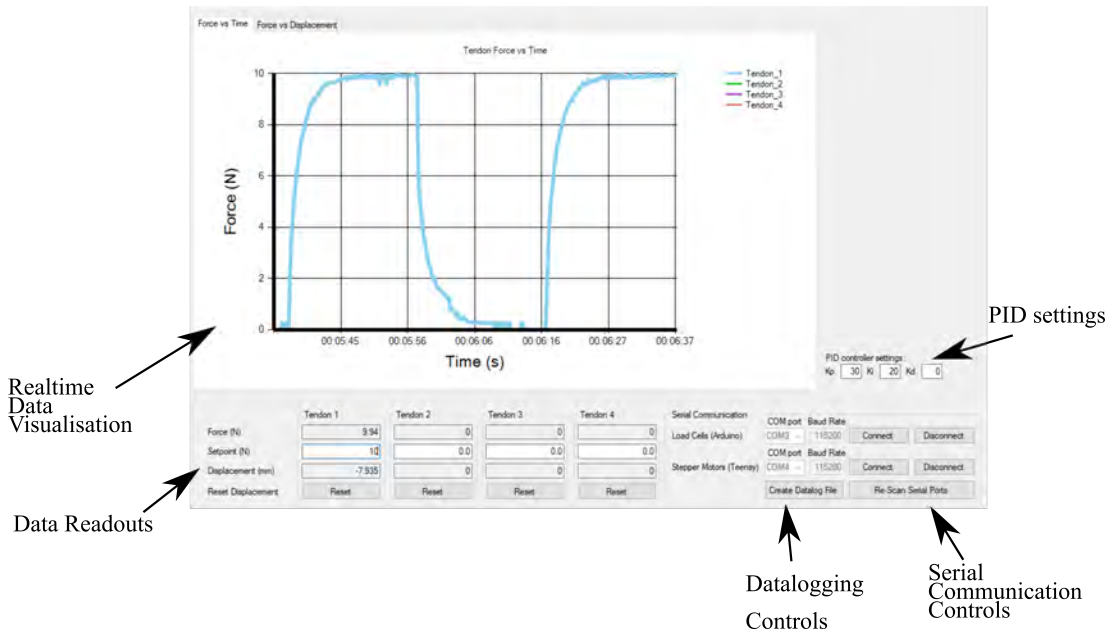 Force vs Time Force vs Displacement
Tendon Force vs Time
Tendon_1
Tendon_2
Tendon_3
Tendon_4
Force (N)
10
8
6
4
2
0
00:05:45 00:05:56 00:06:06 00:06:16 00:06:27 00:06:37
Time (s)
PID settings
PID controller settings:
Kp. 30 Ki 20 Kd. 0
Realtime
Data
Visualisation
Tendon 1 Tendon 2 Tendon 3 Tendon 4
Force (N) 9.94 0 0 0
Setpoint (N) 10 0.0 0.0 0.0
Displacement (mm) -7.935 0 0 0
Reset Displacement Reset Reset Reset Reset
Serial Communication
COM port Baud Rate
Load Cells (Arduino) COM3 115200 Connect Disconnect
COM port Baud Rate
Stepper Motors (Teensy) COM4 115200 Connect Disconnect
Create Datalog File Re-Scan Serial Ports
Data Readouts
Datalogging
Controls
Serial
Communication
Controls